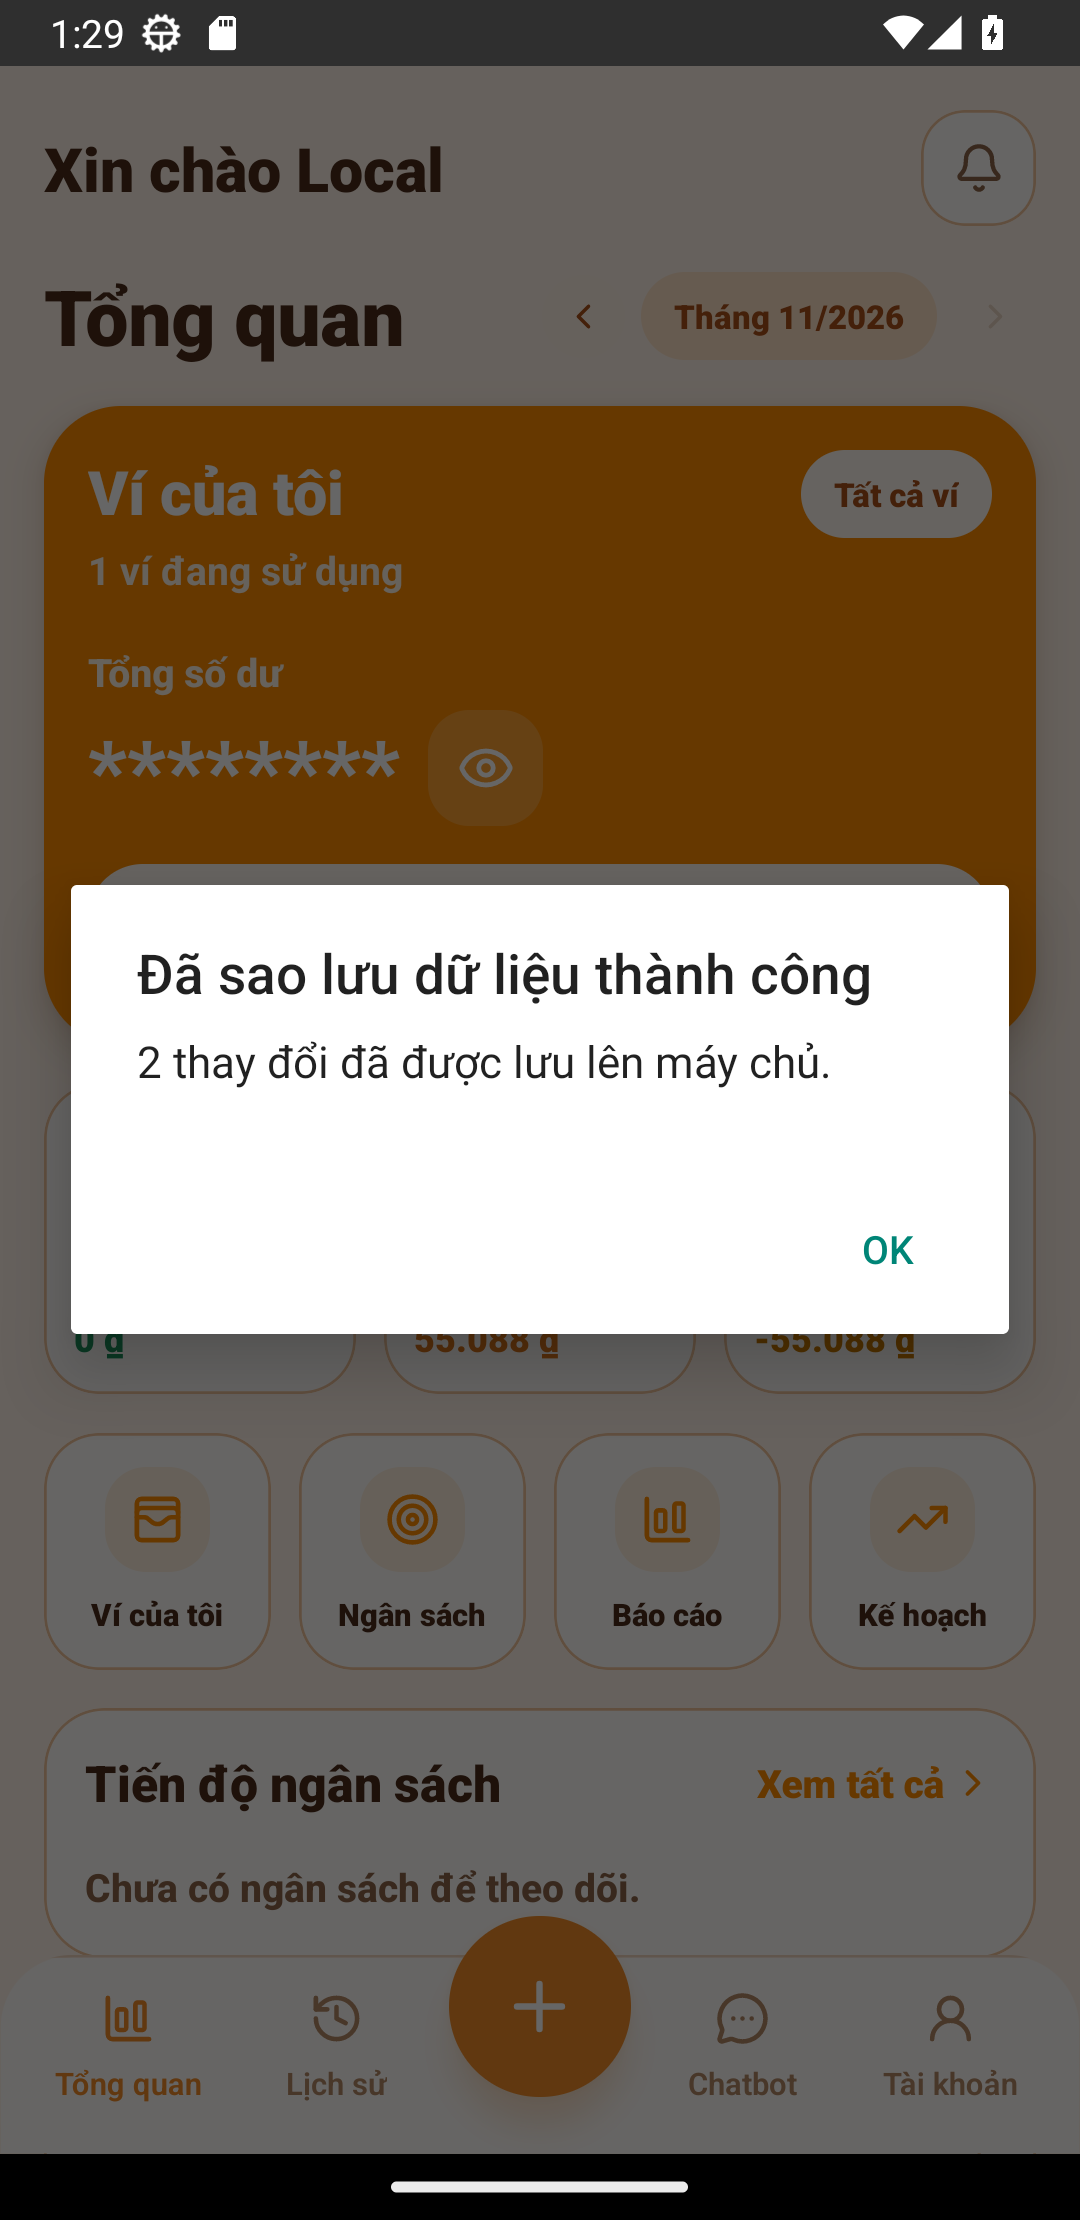 1:29
Xin chào Local
Tổng quan
Tháng 11/2026
Ví của tôi
Tất cả ví
1 ví đang sử dụng
Tổng số dư
********
Đã sao lưu dữ liệu thành công
2 thay đổi đã được lưu lên máy chủ.
OK
0 ₫
55.088 ₫
-55.088 ₫
Ví của tôi
Ngân sách
Báo cáo
Kế hoạch
Tiến độ ngân sách
Xem tất cả
Chưa có ngân sách để theo dõi.
Tổng quan
Lịch sử
Chatbot
Tài khoản